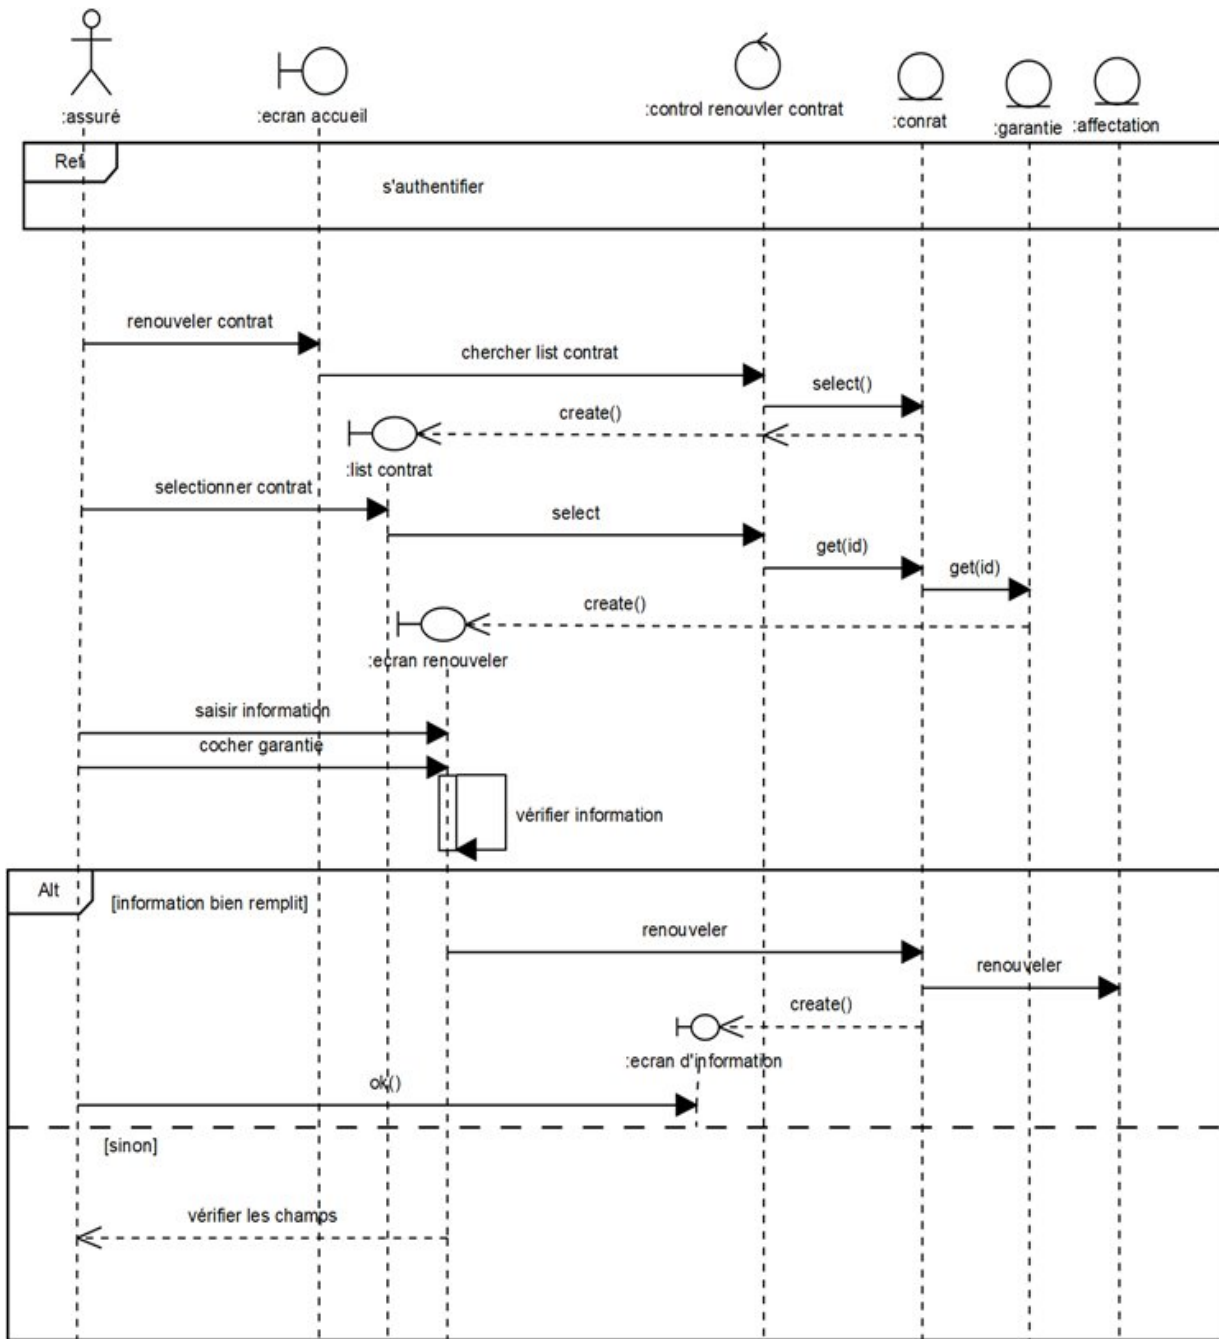 :assuré
:ecran accueil
:control renouvler contrat
:conrat
:garantie
:affectation
Ref
s'authentifier
renouveler contrat
chercher list contrat
select()
create()
:list contrat
selectionner contrat
select
get(id)
get(id)
create()
:ecran renouveler
saisir information
cocher garantie
vérifier information
Alt
[information bien remplit]
renouveler
renouveler
create()
:ecran d'information
ok()
[sinon]
vérifier les champs